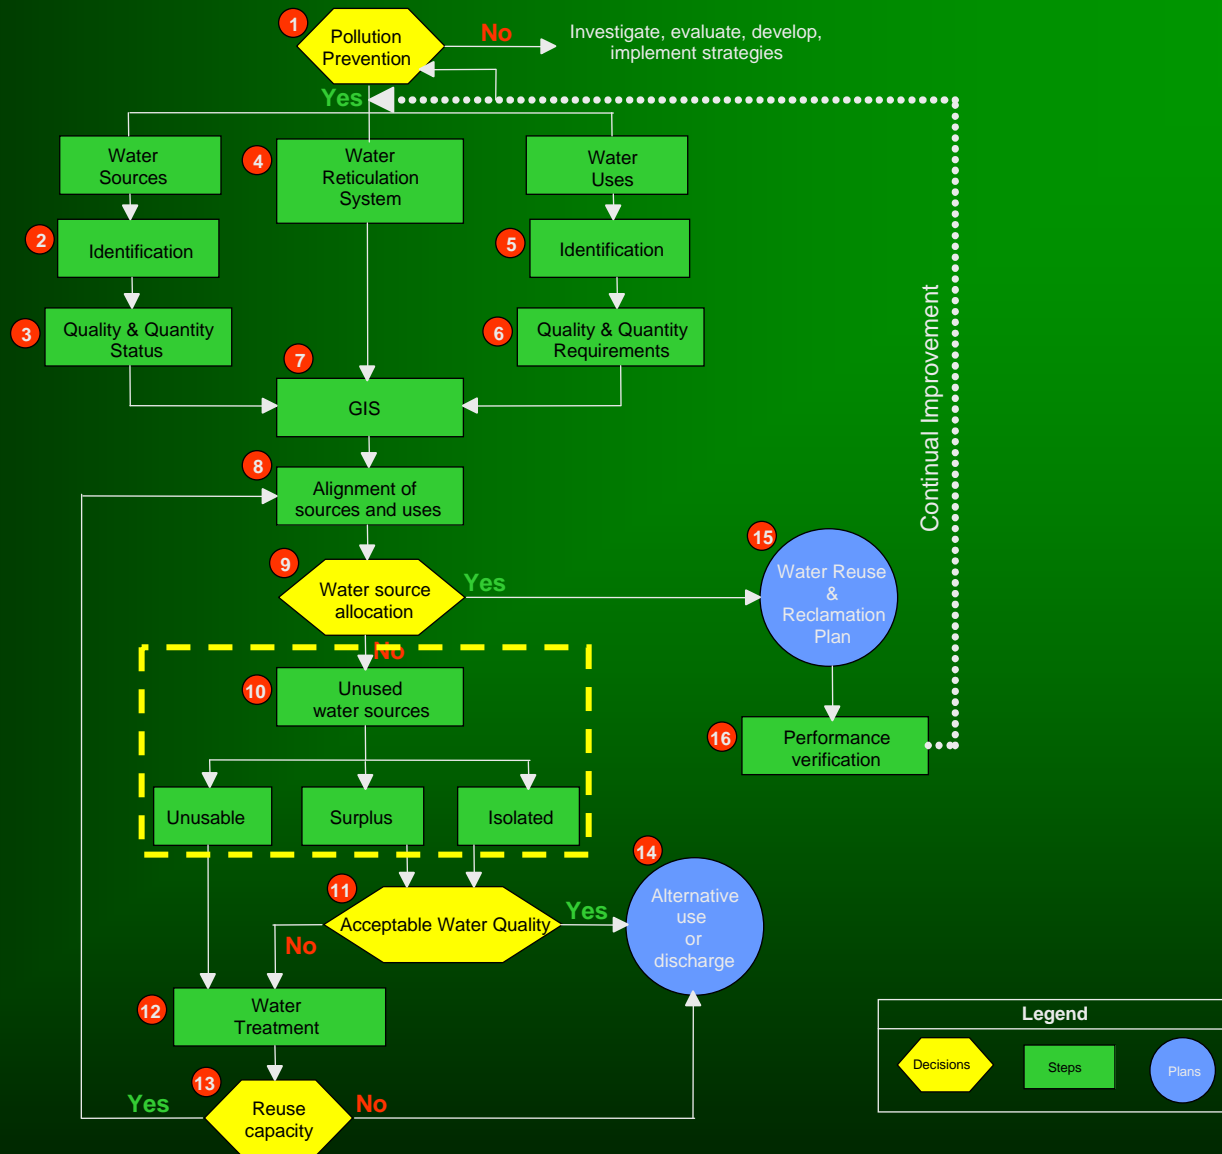 1
Pollution
Prevention
No
Investigate, evaluate, develop,
implement strategies
Yes
Water
Sources
4
Water
Reticulation
System
Water
Uses
2
Identification
5
Identification
3
Quality & Quantity
Status
6
Quality & Quantity
Requirements
7
GIS
Continual Improvement
8
Alignment of
sources and uses
9
Water source
allocation
Yes
15
Water Reuse
&
Reclamation
Plan
No
10
Unused
water sources
16
Performance
verification
Unusable
Surplus
Isolated
11
Acceptable Water Quality
Yes
No
14
Alternative
use
or
discharge
12
Water
Treatment
13
Reuse
capacity
Yes
No
Legend
Decisions
Steps
Plans